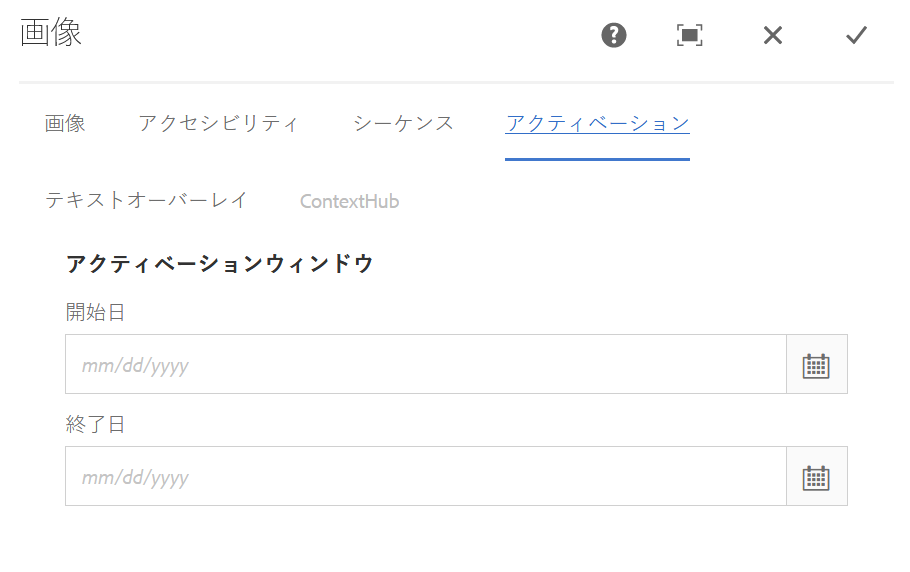 画像
画像 アクセシビリティ シーケンス アクティベーション
テキストオーバーレイ ContextHub
アクティベーションウィンドウ
開始日
mm/dd/yyyy
終了日
mm/dd/yyyy